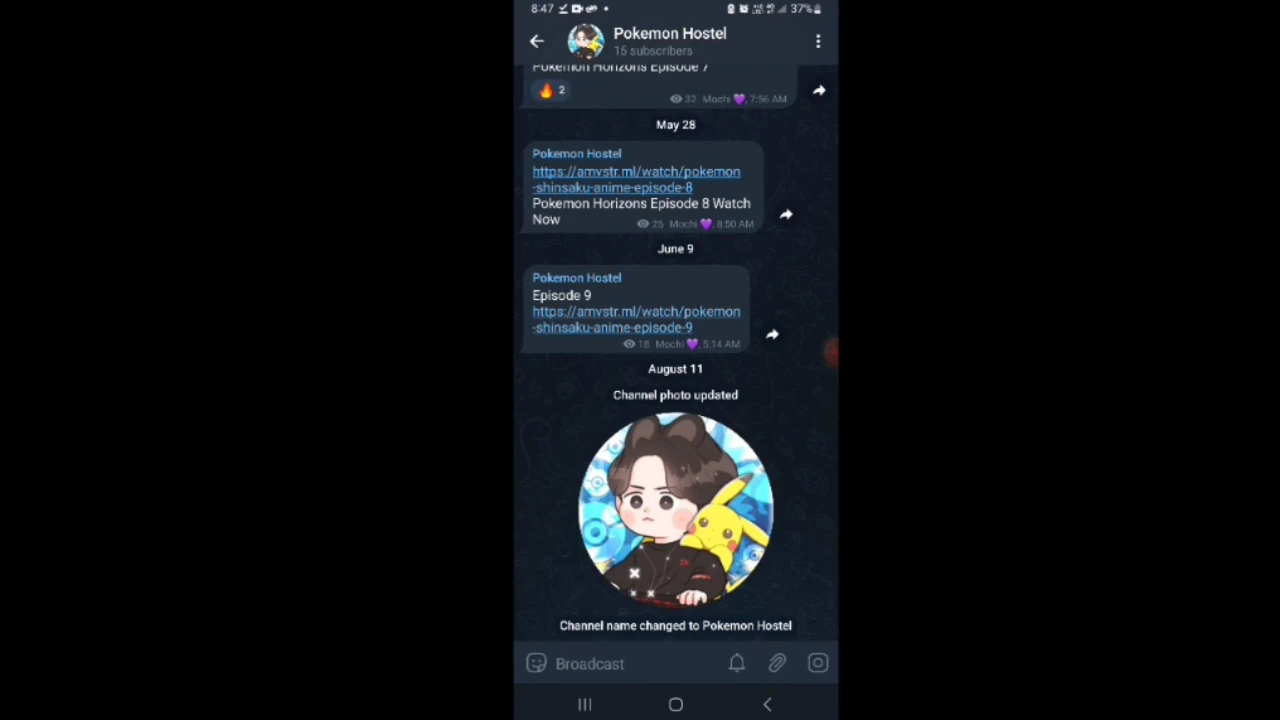 8:47
37%
Pokemon Hostel
15 subscribers
Pokemon Horizons Episode 7
🔥 2
32 Mochi 💜, 7:56 AM
May 28
Pokemon Hostel
https://amvstr.ml/watch/pokemon
-shinsaku-anime-episode-8
Pokemon Horizons Episode 8 Watch
Now
25 Mochi 💜, 8:50 AM
June 9
Pokemon Hostel
Episode 9
https://amvstr.ml/watch/pokemon
-shinsaku-anime-episode-9
18 Mochi 💜, 5:14 AM
August 11
Channel photo updated
Channel name changed to Pokemon Hostel
Broadcast